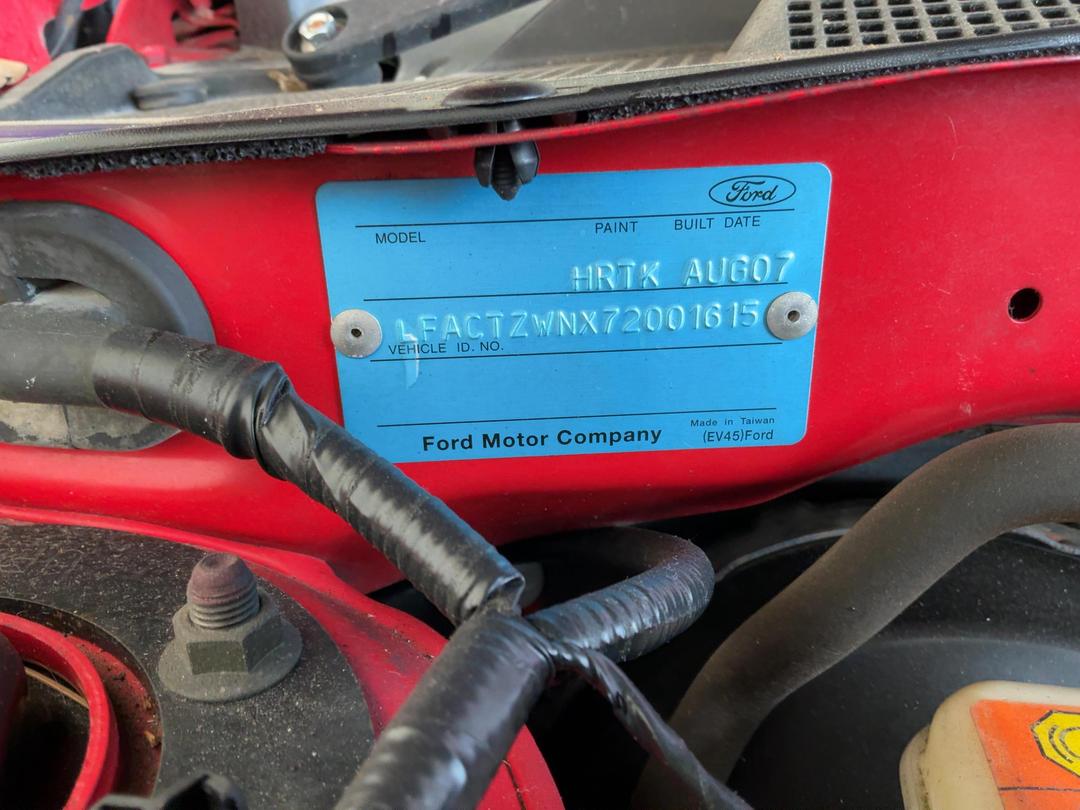 Ford
MODEL PAINT BUILT DATE
HRTK AUG07
LFACTZWNX72001615
VEHICLE ID. NO.
Ford Motor Company
Made in Taiwan
(EV45)Ford